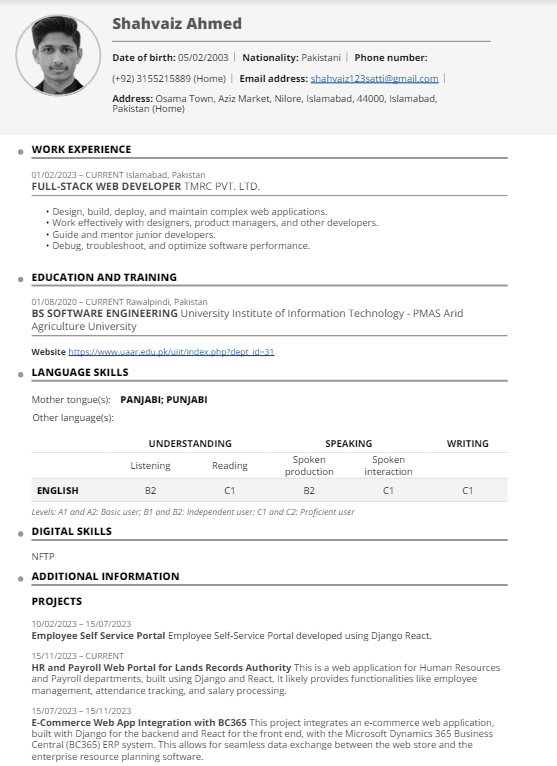 Shahvaiz Ahmed
Date of birth: 05/02/2003 | Nationality: Pakistani | Phone number:
(+92) 3155215889 (Home) | Email address: shahvaiz123satti@gmail.com |
Address: Osama Town, Aziz Market, Nilore, Islamabad, 44000, Islamabad,
Pakistan (Home)
WORK EXPERIENCE
01/02/2023 – CURRENT Islamabad, Pakistan
FULL-STACK WEB DEVELOPER TMRC PVT. LTD.
• Design, build, deploy, and maintain complex web applications.
• Work effectively with designers, product managers, and other developers.
• Guide and mentor junior developers.
• Debug, troubleshoot, and optimize software performance.
EDUCATION AND TRAINING
01/08/2020 – CURRENT Rawalpindi, Pakistan
BS SOFTWARE ENGINEERING University Institute of Information Technology - PMAS Arid
Agriculture University
Website https://www.uaar.edu.pk/uiit/index.php?dept_id=31
LANGUAGE SKILLS
Mother tongue(s): PANJABI; PUNJABI
Other language(s):
UNDERSTANDING SPEAKING WRITING
Listening Reading Spoken production Spoken interaction
ENGLISH B2 C1 B2 C1 C1
Levels: A1 and A2: Basic user; B1 and B2: Independent user; C1 and C2: Proficient user
DIGITAL SKILLS
NFTP
ADDITIONAL INFORMATION
PROJECTS
10/02/2023 – 15/07/2023
Employee Self Service Portal Employee Self-Service Portal developed using Django React.
15/11/2023 – CURRENT
HR and Payroll Web Portal for Lands Records Authority This is a web application for Human Resources
and Payroll departments, built using Django and React. It likely provides functionalities like employee
management, attendance tracking, and salary processing.
15/07/2023 – 15/11/2023
E-Commerce Web App Integration with BC365 This project integrates an e-commerce web application,
built with Django for the backend and React for the front end, with the Microsoft Dynamics 365 Business
Central (BC365) ERP system. This allows for seamless data exchange between the web store and the
enterprise resource planning software.